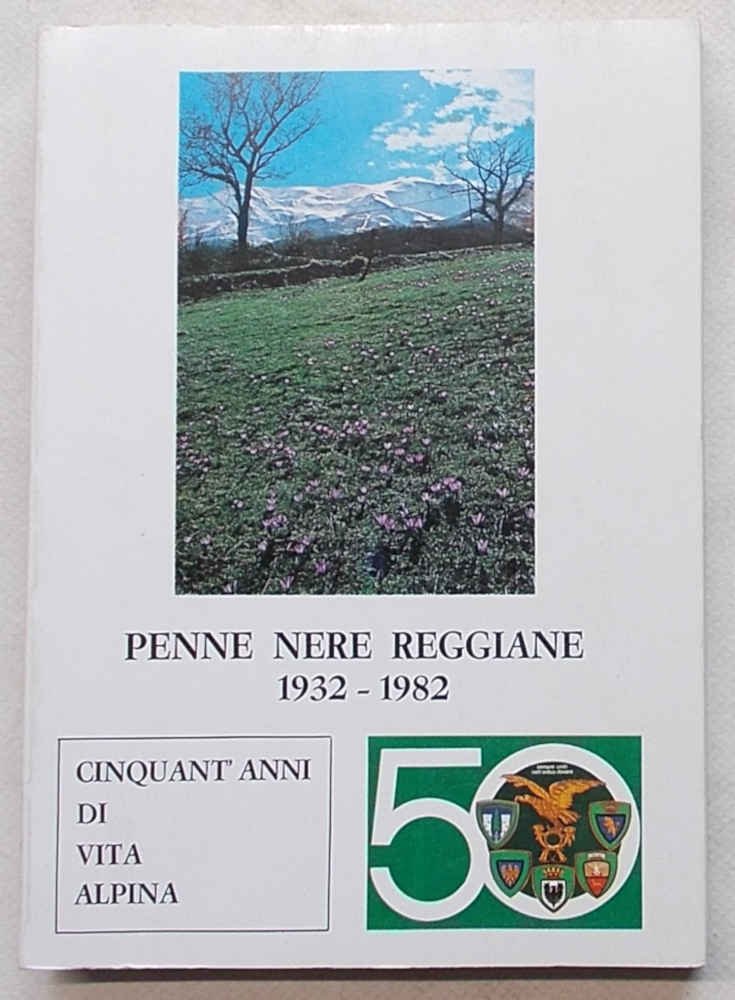 PENNE NERE REGGIANE
1932 - 1982
CINQUANT' ANNI
DI
VITA
ALPINA
50